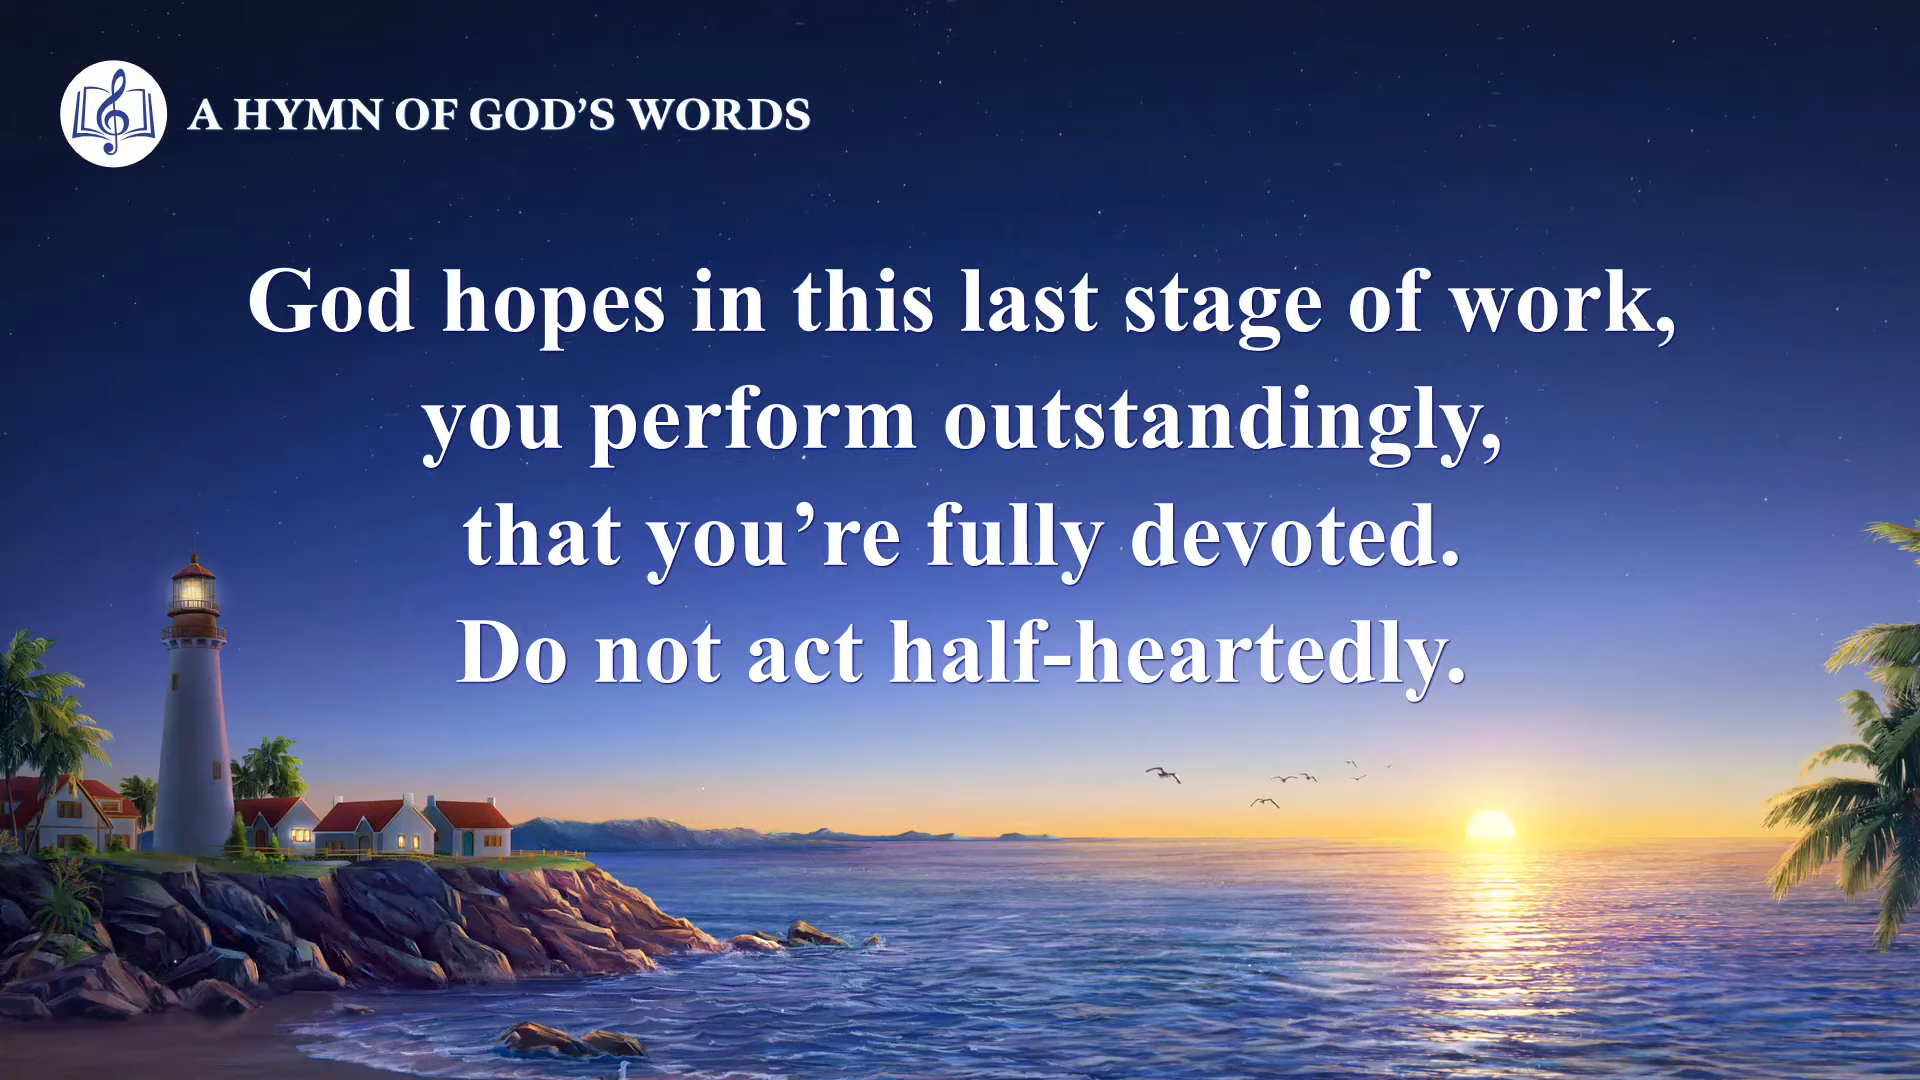 A HYMN OF GOD’S WORDS
God hopes in this last stage of work,
you perform outstandingly,
that you’re fully devoted.
Do not act half-heartedly.